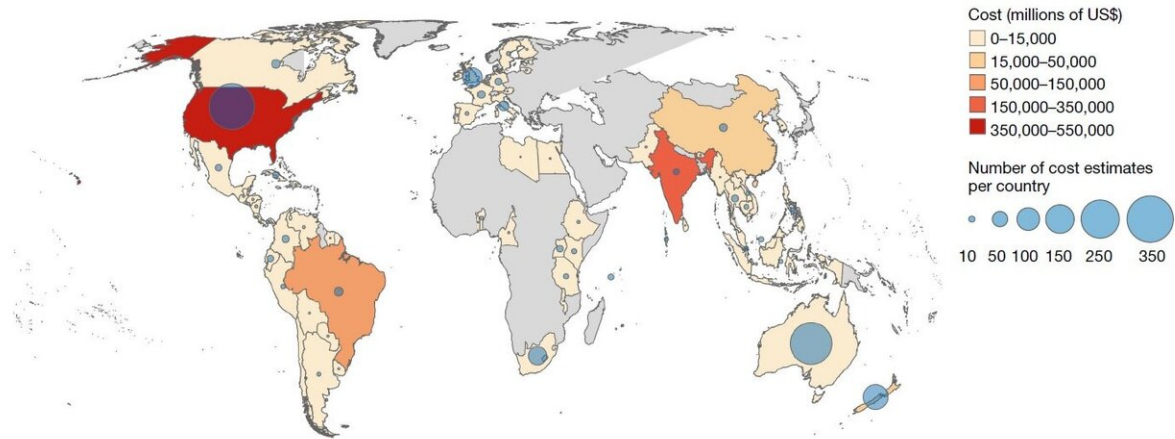 Cost (millions of US$)
0–15,000
15,000–50,000
50,000–150,000
150,000–350,000
350,000–550,000
Number of cost estimates
per country
10 50 100 150 250 350